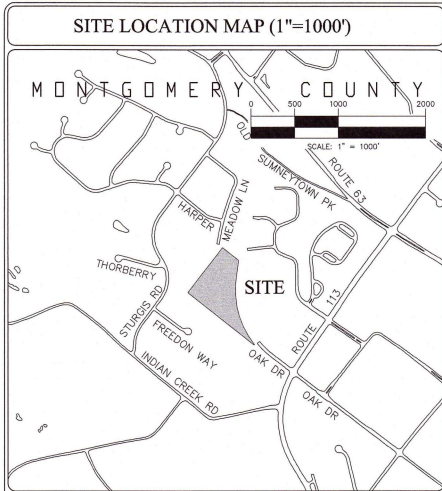 SITE LOCATION MAP (1"=1000')
MONTGOMERY COUNTY
0 500 1000 2000
SCALE: 1" = 1000'
OLD
SUMNEYTOWN PK
ROUTE 63
HARPER
MEADOW LN
THORBERRY
SITE
STURGIS RD
ROUTE 113
FREEDON WAY
OAK DR
INDIAN CREEK RD
OAK DR